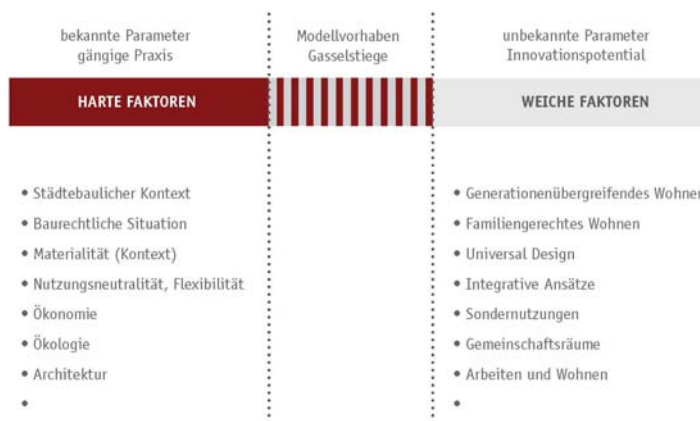 bekannte Parameter
gängige Praxis
Modellvorhaben
Gasselstiege
unbekannte Parameter
Innovationspotential
HARTE FAKTOREN
WEICHE FAKTOREN
• Städtebaulicher Kontext
• Baurechtliche Situation
• Materialität (Kontext)
• Nutzungsneutralität, Flexibilität
• Ökonomie
• Ökologie
• Architektur
•
• Generationenübergreifendes Wohnen
• Familiengerechtes Wohnen
• Universal Design
• Integrative Ansätze
• Sondernutzungen
• Gemeinschaftsräume
• Arbeiten und Wohnen
•